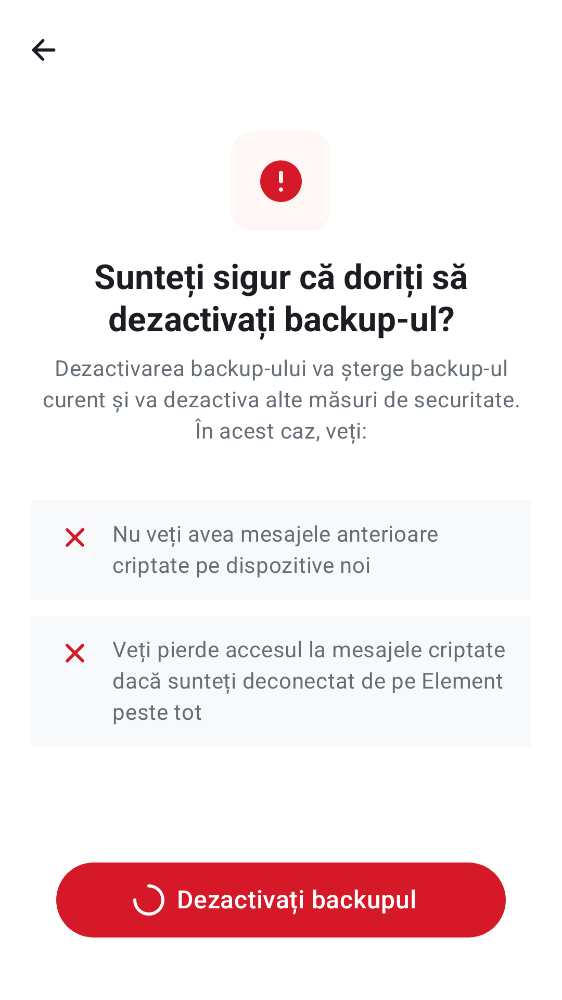 Sunteți sigur că doriți să
dezactivați backup-ul?
Dezactivarea backup-ului va șterge backup-ul
curent și va dezactiva alte măsuri de securitate.
În acest caz, veți:
Nu veți avea mesajele anterioare
criptate pe dispozitive noi
Veți pierde accesul la mesajele criptate
dacă sunteți deconectat de pe Element
peste tot
Dezactivați backupul